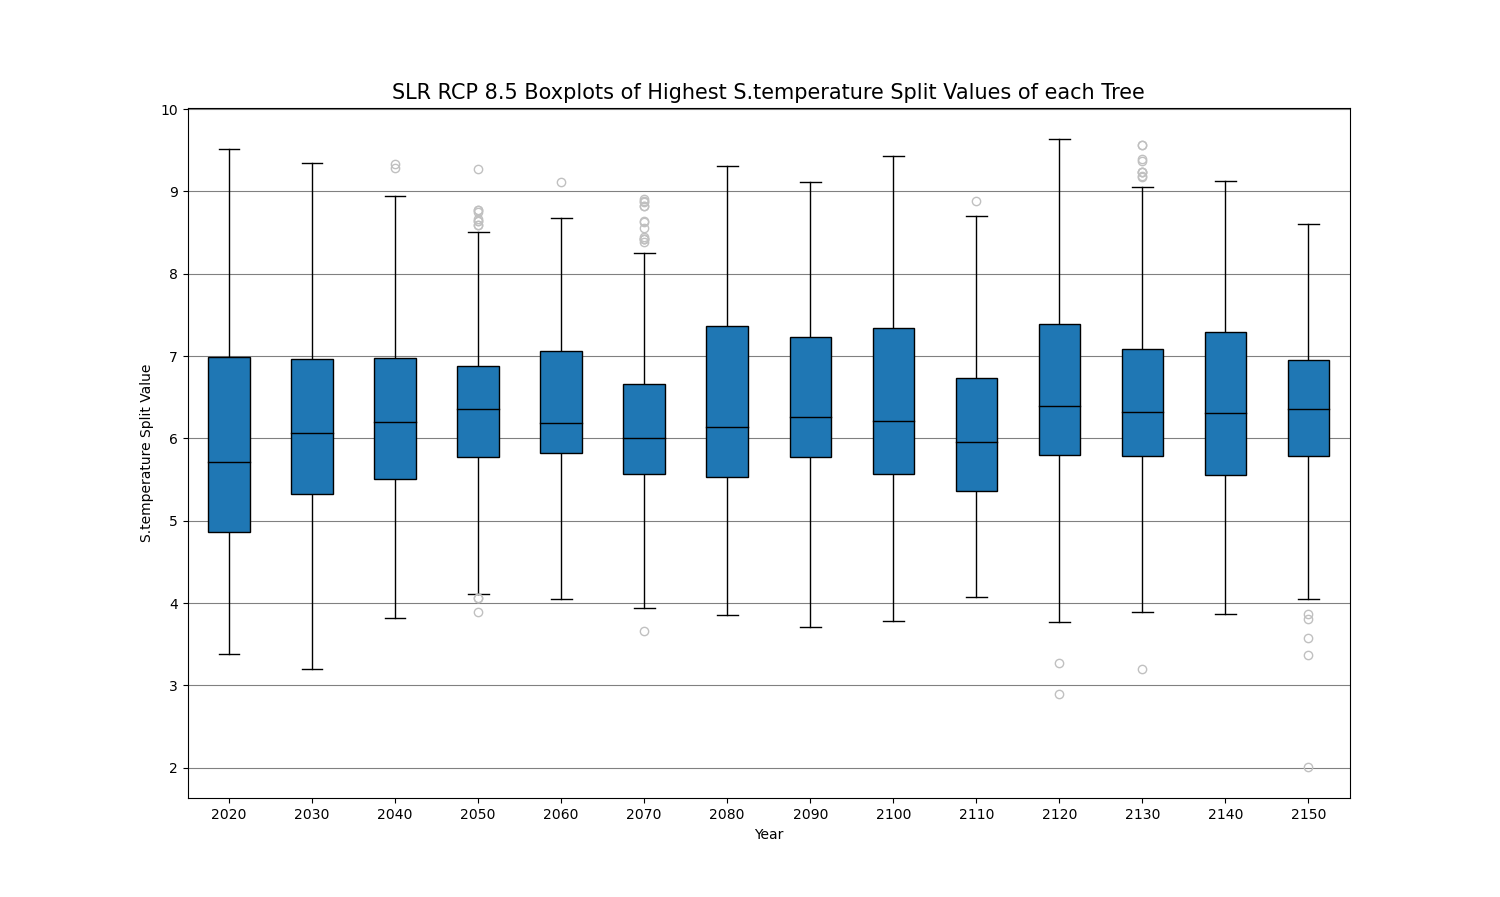 SLR RCP 8.5 Boxplots of Highest S.temperature Split Values of each Tree
10
9
8
7
6
5
4
3
2
S.temperature Split Value
2020 2030 2040 2050 2060 2070 2080 2090 2100 2110 2120 2130 2140 2150
Year